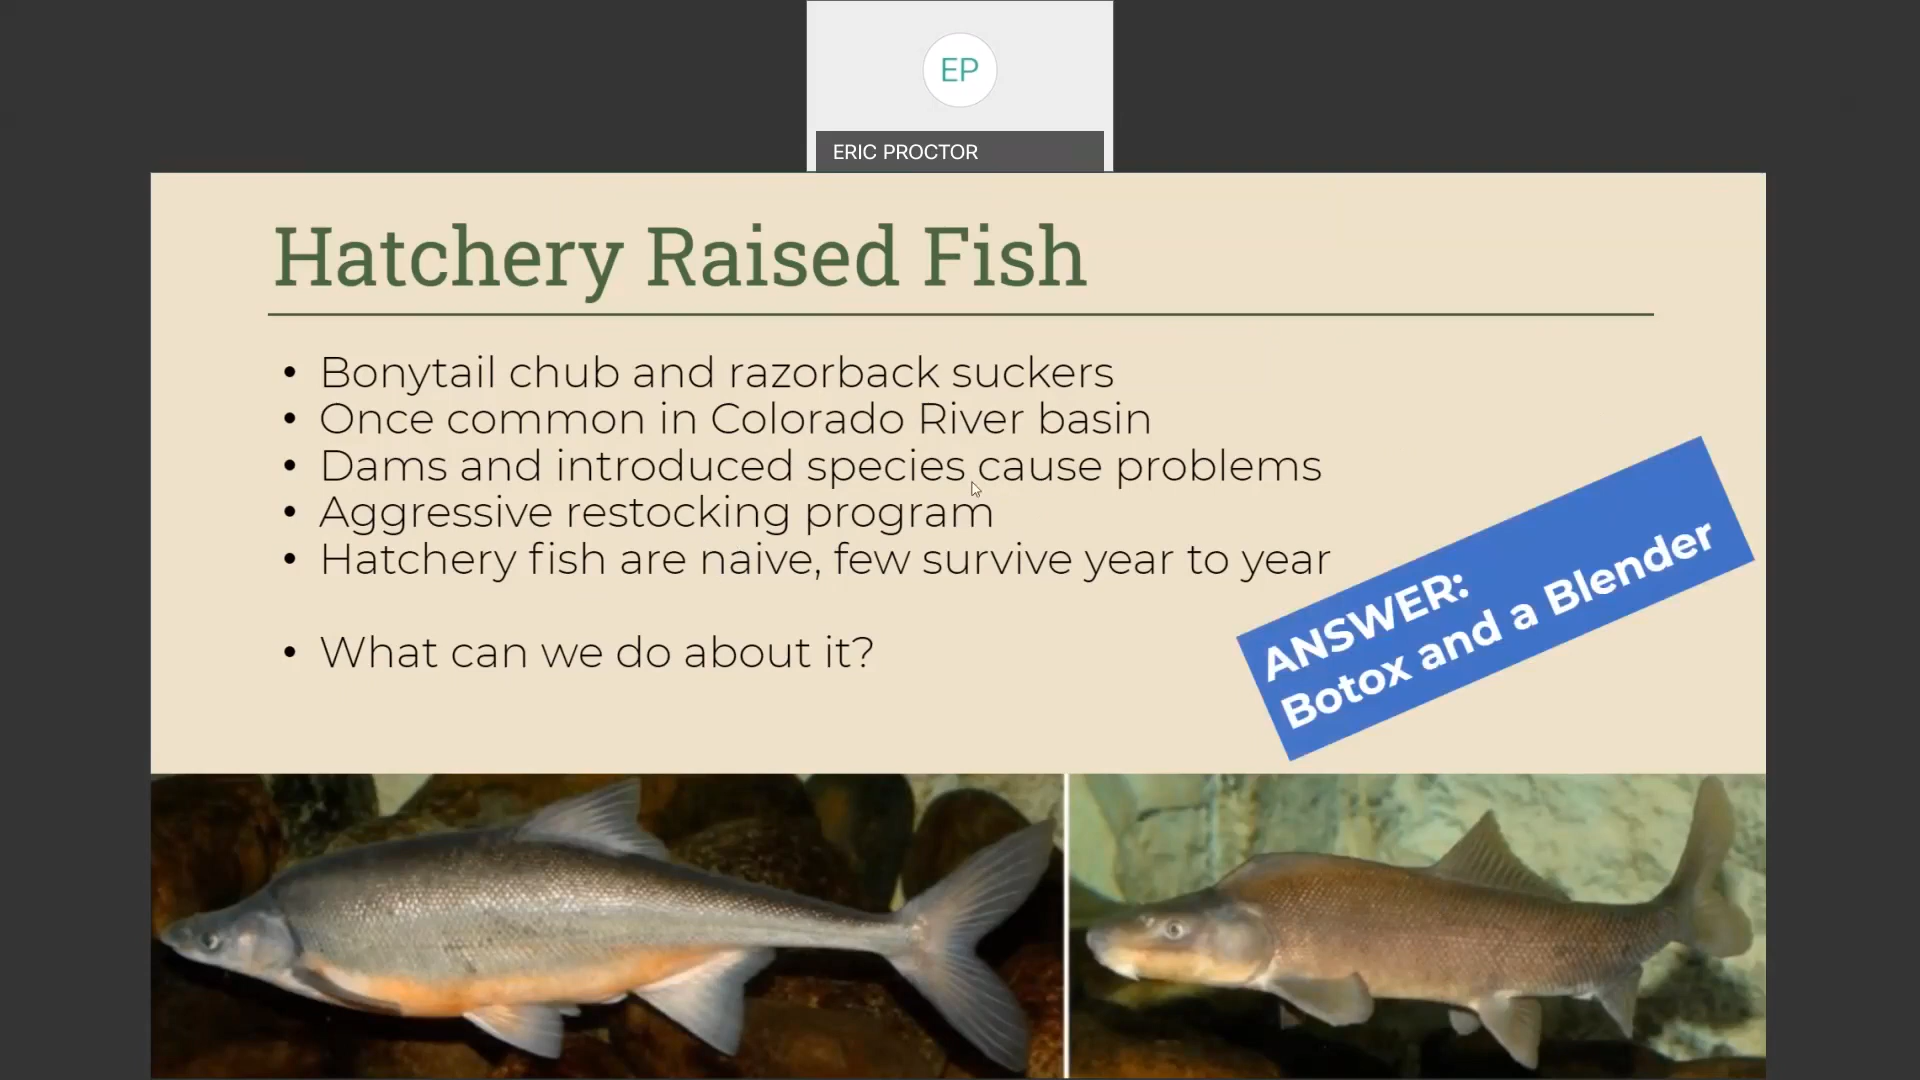 EP
ERIC PROCTOR
Hatchery Raised Fish
• Bonytail chub and razorback suckers
• Once common in Colorado River basin
• Dams and introduced species cause problems
• Aggressive restocking program
• Hatchery fish are naive, few survive year to year
• What can we do about it?
ANSWER:
Botox and a Blender